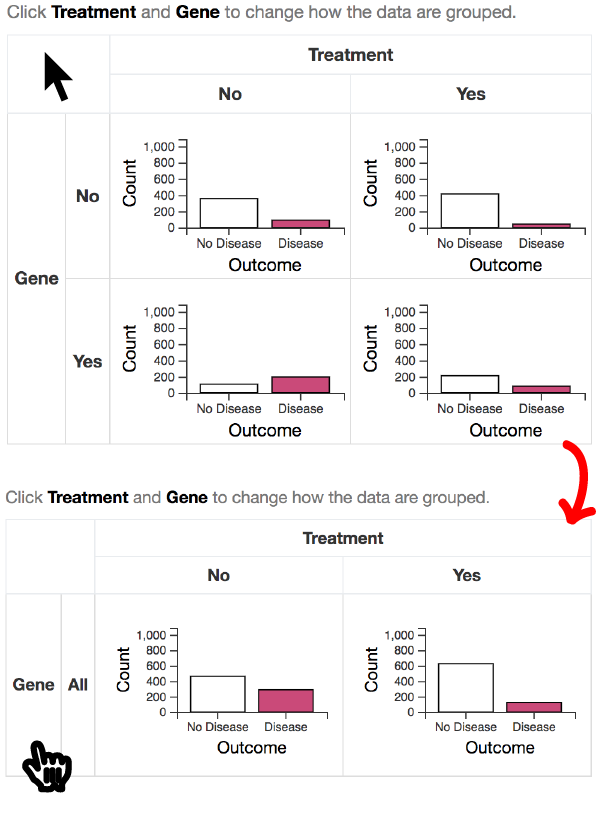 Click Treatment and Gene to change how the data are grouped.
Treatment
No Yes
Gene
No
Count
1,000
800
600
400
200
0
No Disease Disease
Outcome
Count
1,000
800
600
400
200
0
No Disease Disease
Outcome
Yes
Count
1,000
800
600
400
200
0
No Disease Disease
Outcome
Count
1,000
800
600
400
200
0
No Disease Disease
Outcome
Click Treatment and Gene to change how the data are grouped.
Treatment
No Yes
Gene All
Count
1,000
800
600
400
200
0
No Disease Disease
Outcome
Count
1,000
800
600
400
200
0
No Disease Disease
Outcome